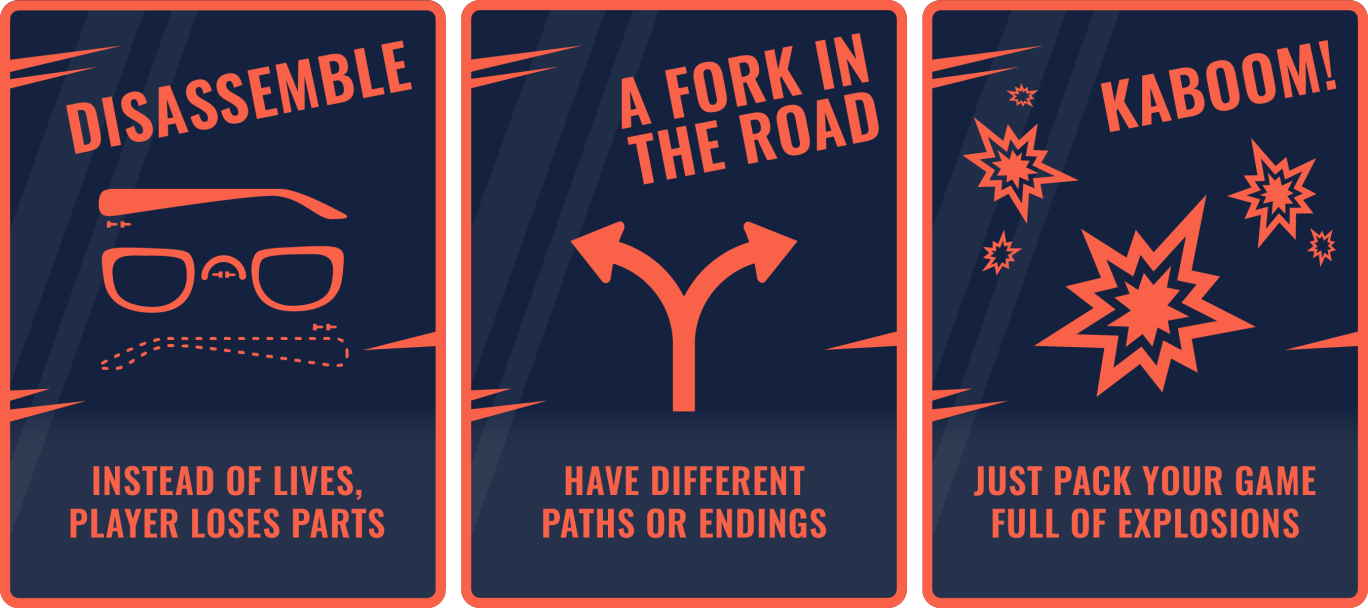 DISASSEMBLE
INSTEAD OF LIVES,
PLAYER LOSES PARTS
A FORK IN
THE ROAD
HAVE DIFFERENT
PATHS OR ENDINGS
KABOOM!
JUST PACK YOUR GAME
FULL OF EXPLOSIONS